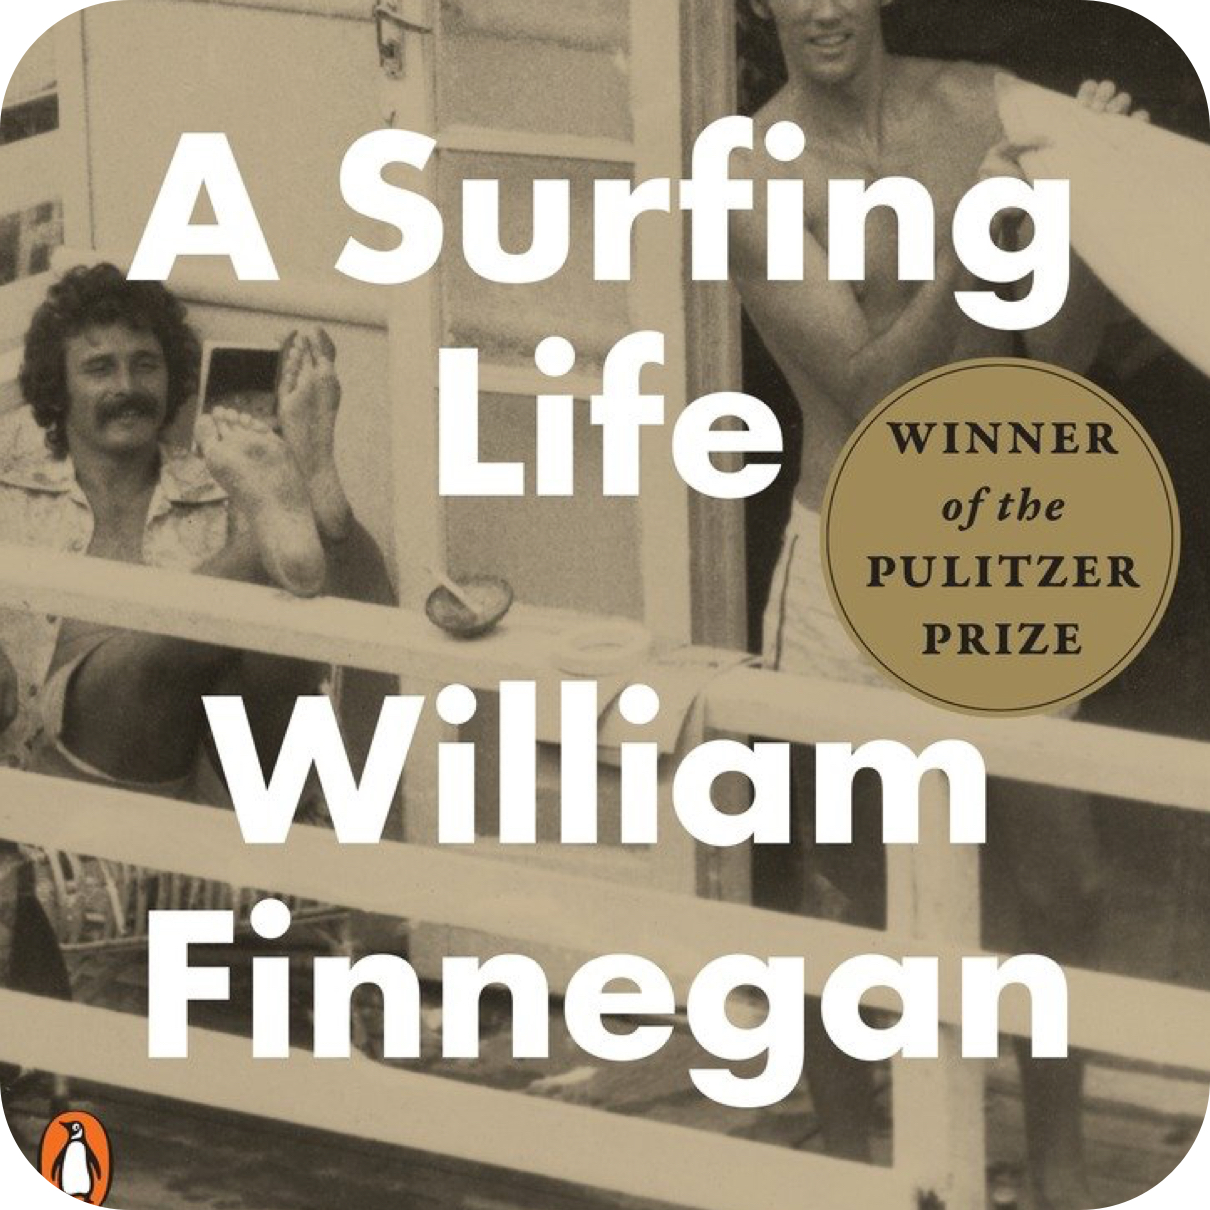 A Surfing
Life
WINNER
of the
PULITZER
PRIZE
William
Finnegan